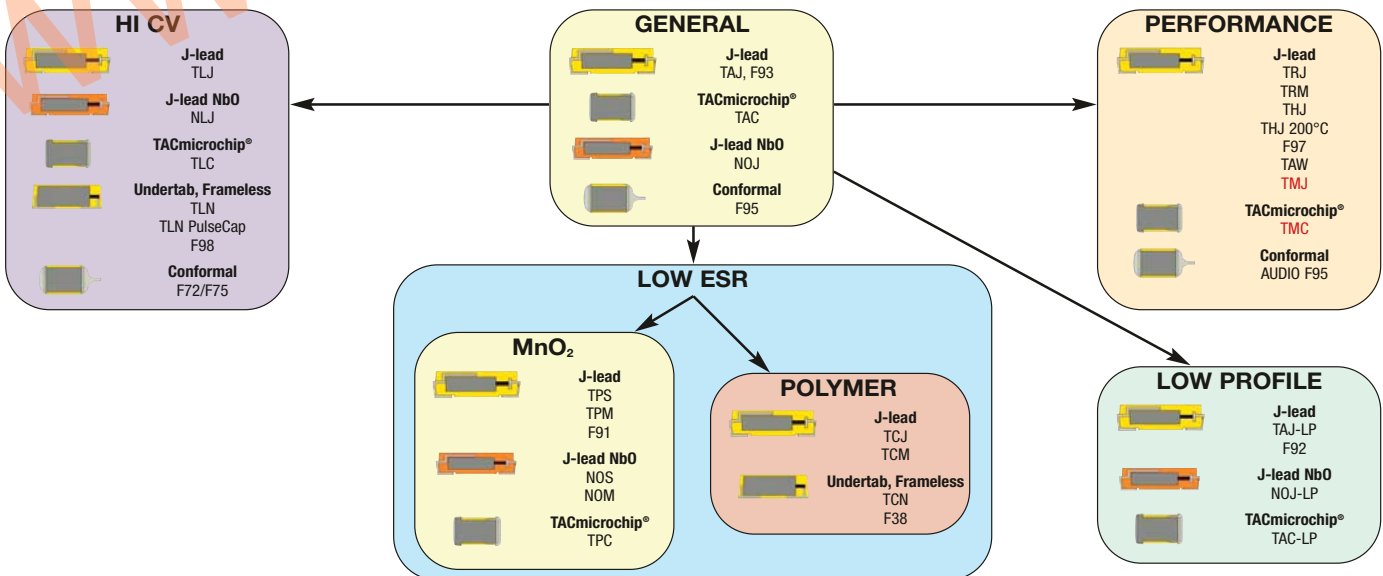 HI CV
J-lead
TLJ
J-lead NbO
NLJ
TACmicrochip®
TLC
Undertab, Frameless
TLN
TLN PulseCap
F98
Conformal
F72/F75
GENERAL
J-lead
TAJ, F93
TACmicrochip®
TAC
J-lead NbO
NOJ
Conformal
F95
PERFORMANCE
J-lead
TRJ
TRM
THJ
THJ 200°C
F97
TAW
TMJ
TACmicrochip®
TMC
Conformal
AUDIO F95
LOW ESR
MnO₂
J-lead
TPS
TPM
F91
J-lead NbO
NOS
NOM
TACmicrochip®
TPC
POLYMER
J-lead
TCJ
TCM
Undertab, Frameless
TCN
F38
LOW PROFILE
J-lead
TAJ-LP
F92
J-lead NbO
NOJ-LP
TACmicrochip®
TAC-LP